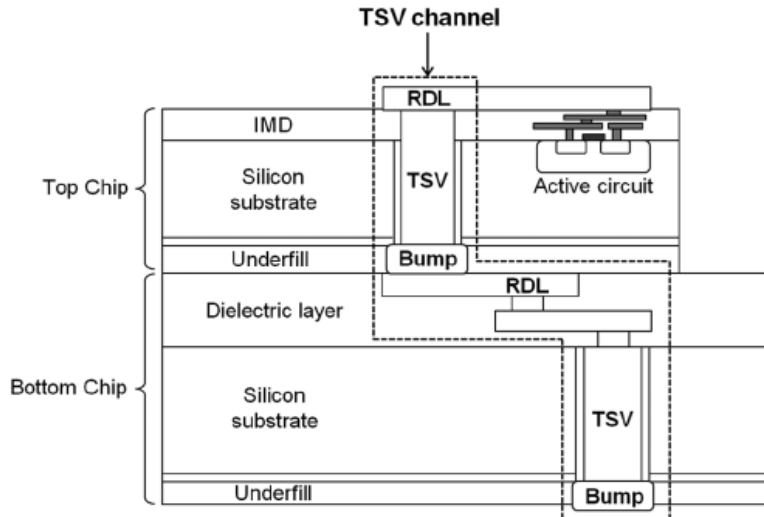 TSV channel
RDL
IMD
Top Chip
Silicon
substrate
TSV
Active circuit
Underfill
Bump
RDL
Dielectric layer
Bottom Chip
Silicon
substrate
TSV
Underfill
Bump